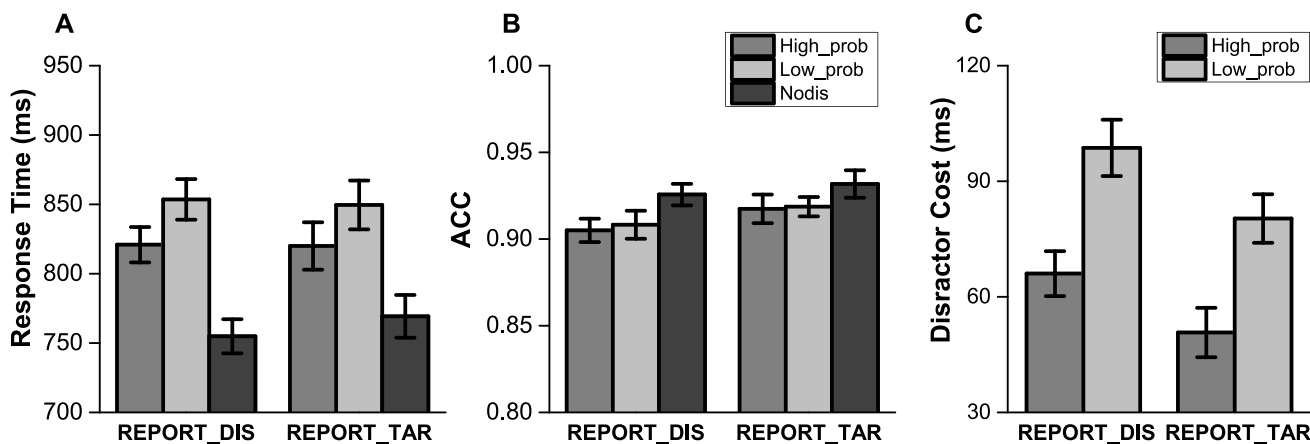 A
Response Time (ms)
950
900
850
800
750
700
REPORT_DIS
REPORT_TAR
B
High_prob
Low_prob
Nodis
ACC
1.00
0.95
0.90
0.85
0.80
REPORT_DIS
REPORT_TAR
C
High_prob
Low_prob
Disractor Cost (ms)
120
90
60
30
REPORT_DIS
REPORT_TAR